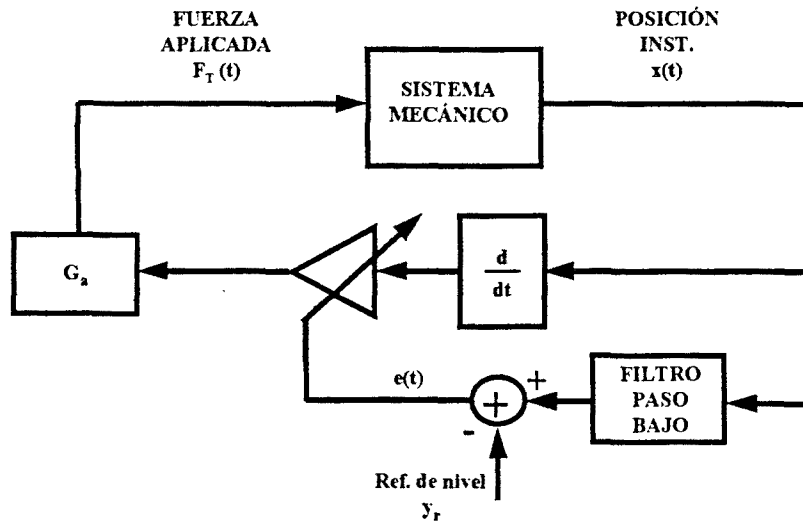 FUERZA
APLICADA
F_T (t)
POSICIÓN
INST.
x(t)
SISTEMA
MECÁNICO
G_a
d
dt
e(t)
+
+
-
FILTRO
PASO
BAJO
Ref. de nivel
y_r